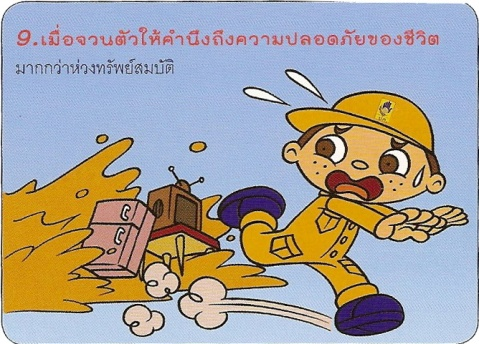 9.เมื่อจวนตัวให้คำนึงถึงความปลอดภัยของชีวิต
มากกว่าห่วงทรัพย์สมบัติ